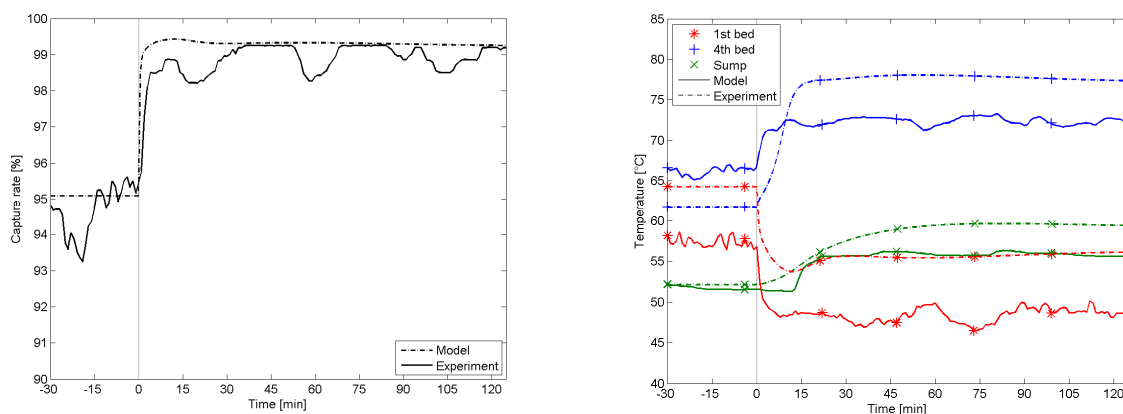 100
99
98
97
96
95
94
93
92
91
90
Capture rate [%]
-30 -15 0 15 30 45 60 75 90 105 120
Time [min]
Model
Experiment
85
80
75
70
65
60
55
50
45
40
Temperature [°C]
-30 -15 0 15 30 45 60 75 90 105 120
Time [min]
1st bed
4th bed
Sump
Model
Experiment